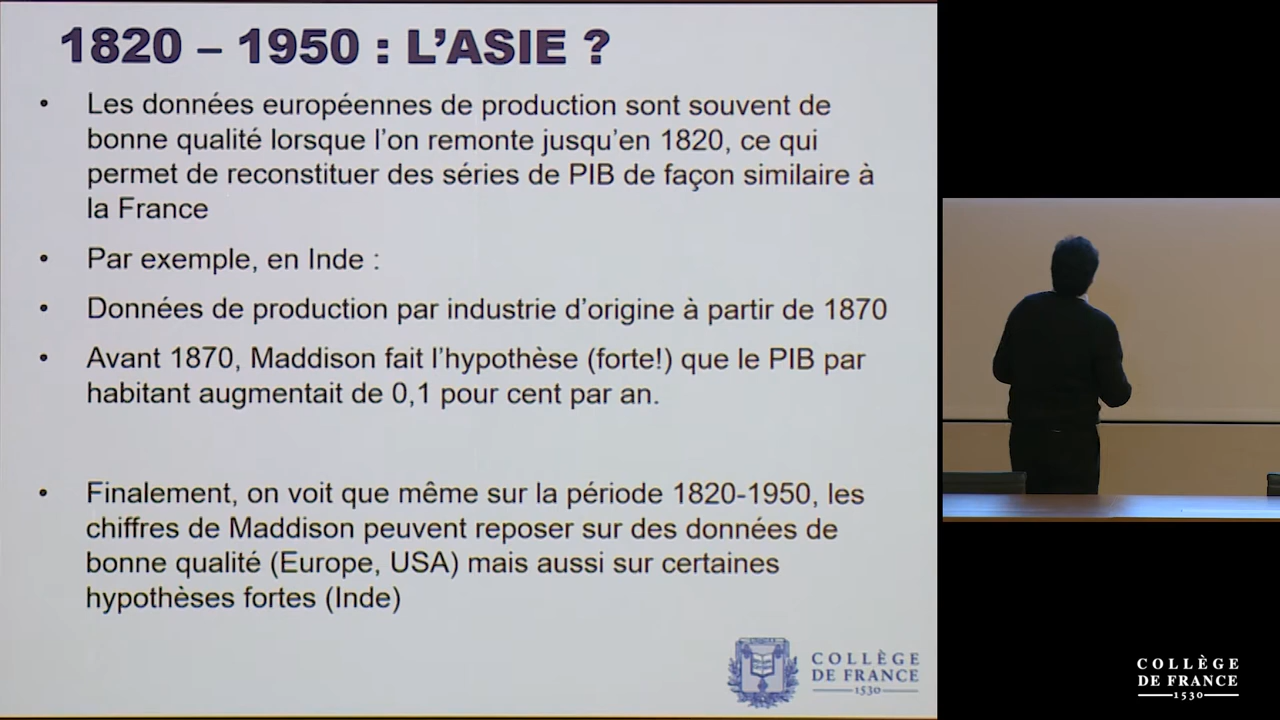 1820 – 1950 : L’ASIE ?
• Les données européennes de production sont souvent de
bonne qualité lorsque l’on remonte jusqu’en 1820, ce qui
permet de reconstituer des séries de PIB de façon similaire à
la France
• Par exemple, en Inde :
• Données de production par industrie d’origine à partir de 1870
• Avant 1870, Maddison fait l’hypothèse (forte!) que le PIB par
habitant augmentait de 0,1 pour cent par an.
• Finalement, on voit que même sur la période 1820-1950, les
chiffres de Maddison peuvent reposer sur des données de
bonne qualité (Europe, USA) mais aussi sur certaines
hypothèses fortes (Inde)
COLLÈGE
DE FRANCE
1530
COLLÈGE
DE FRANCE
1530